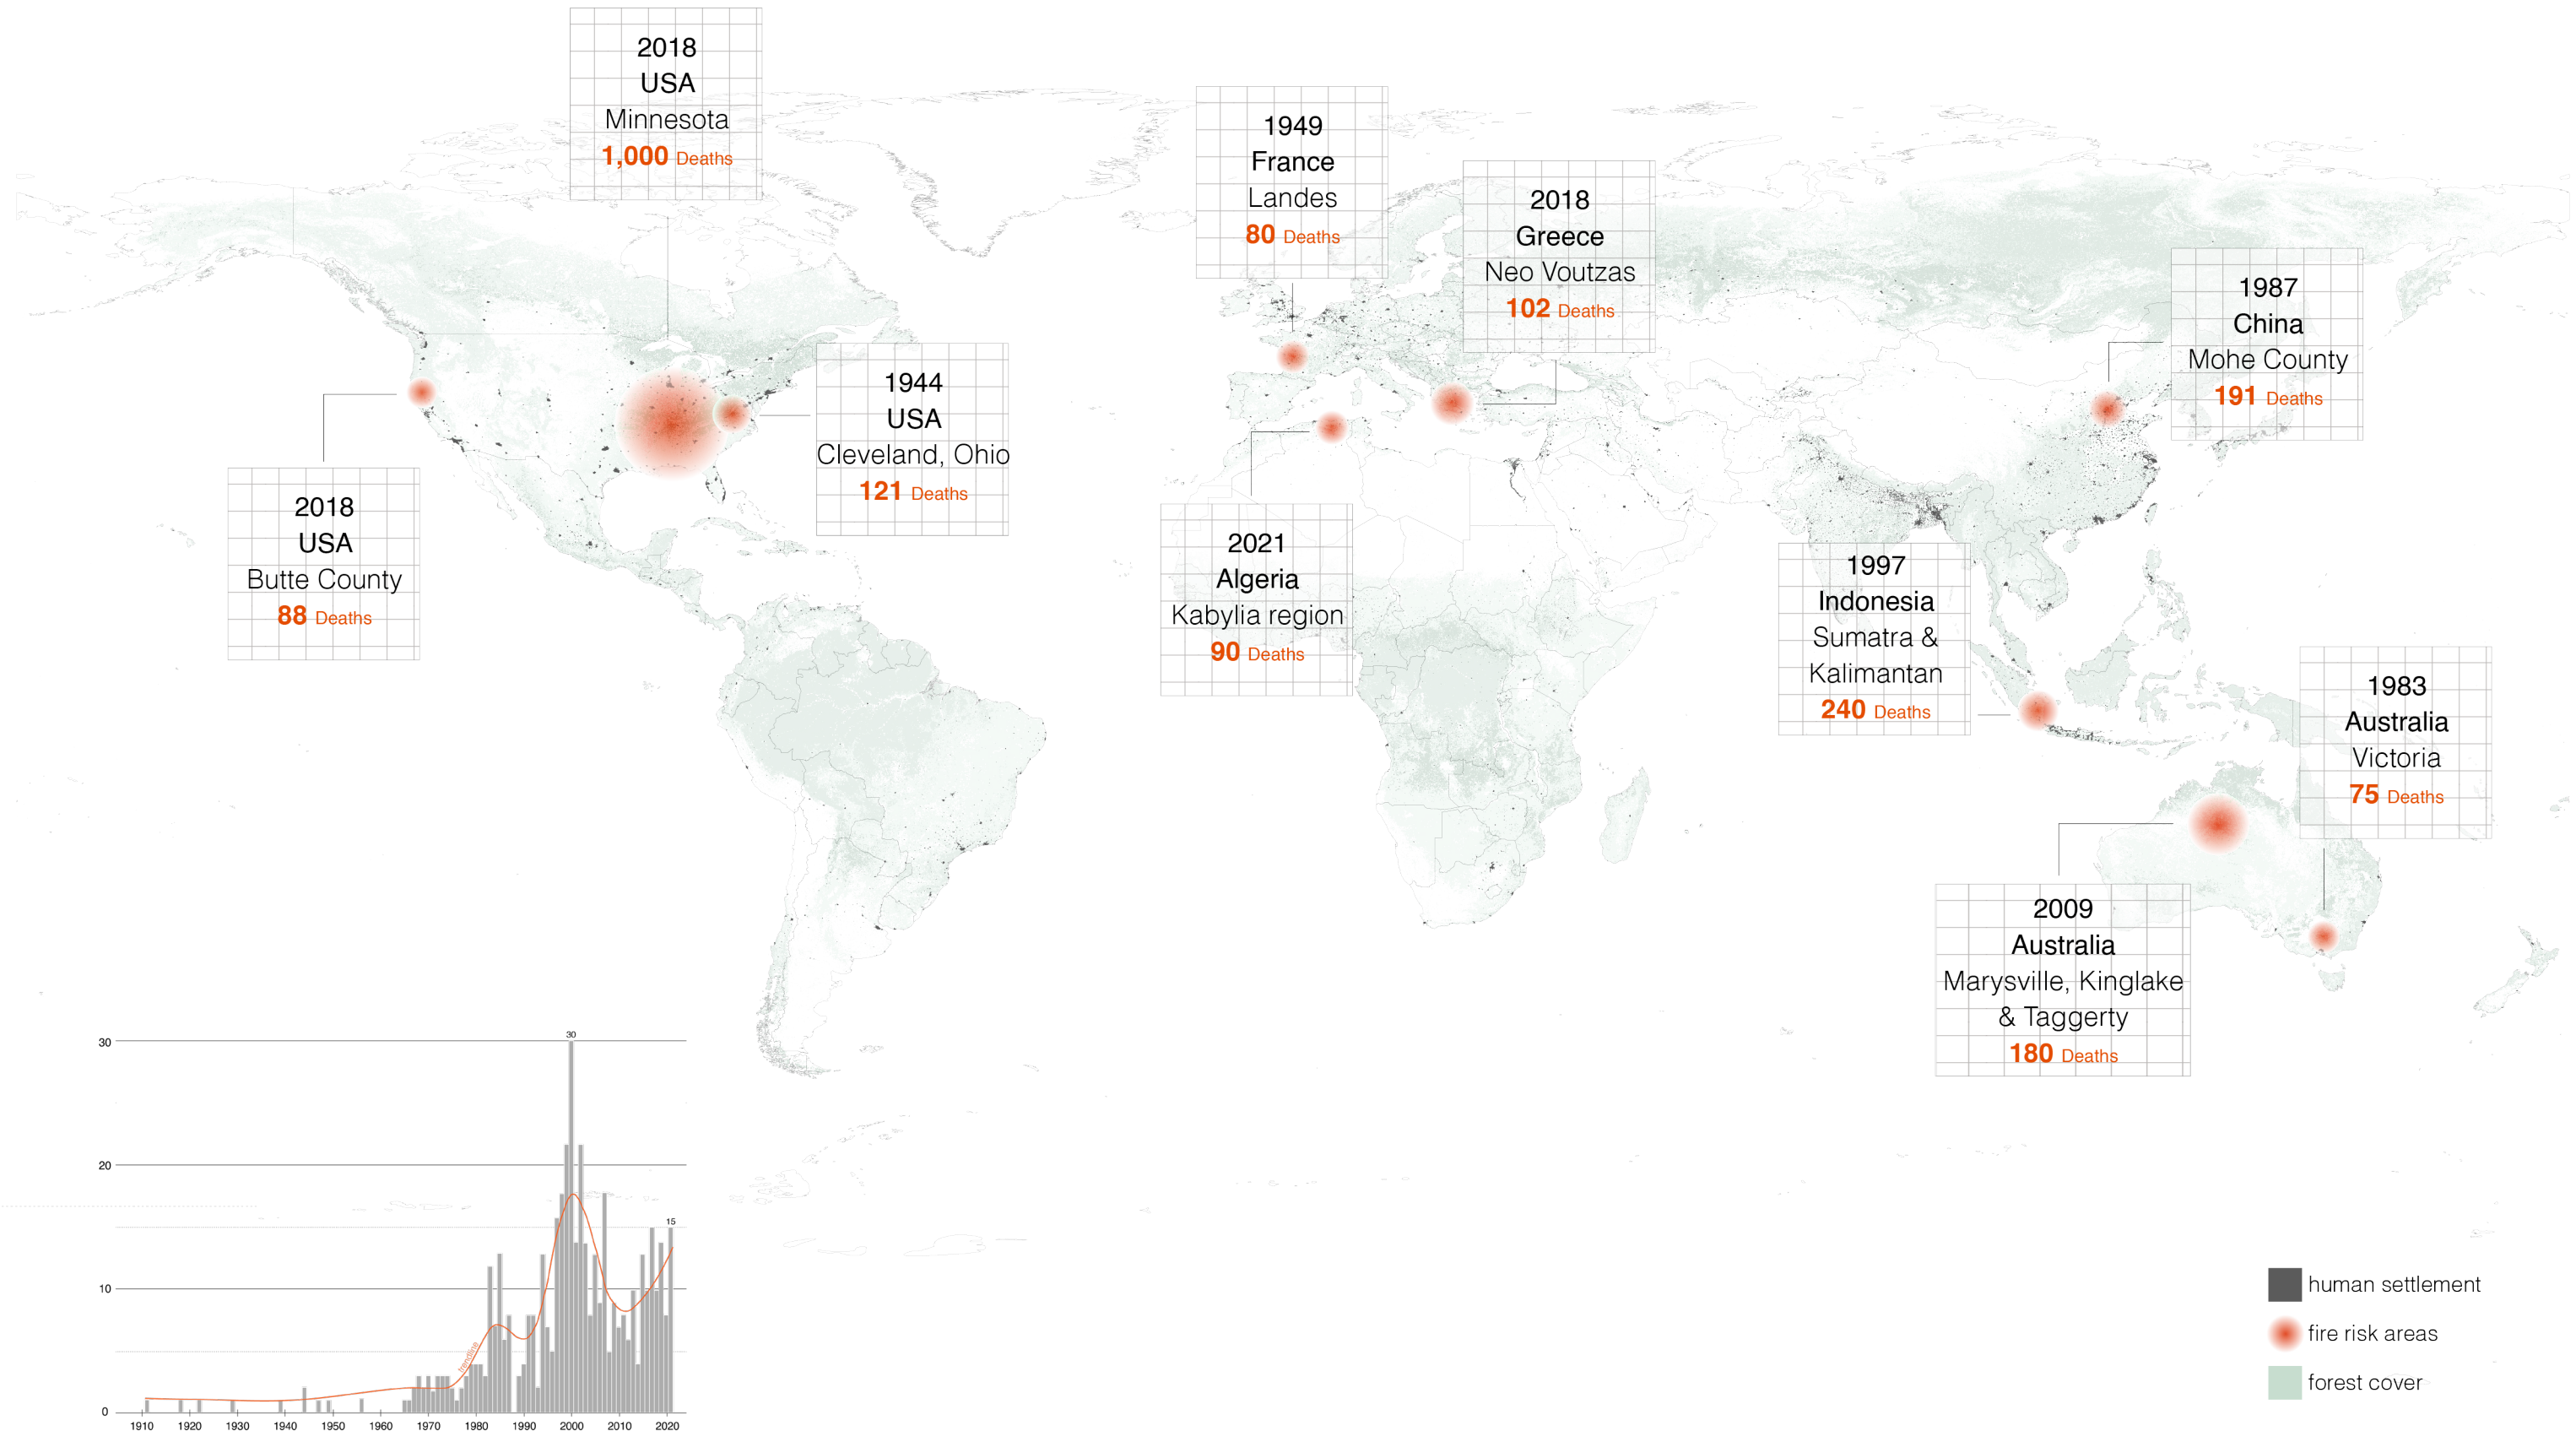 2018
USA
Minnesota
1,000 Deaths
1949
France
Landes
80 Deaths
2018
Greece
Neo Voutzas
102 Deaths
1987
China
Mohe County
191 Deaths
1944
USA
Cleveland, Ohio
121 Deaths
2018
USA
Butte County
88 Deaths
2021
Algeria
Kabylia region
90 Deaths
1997
Indonesia
Sumatra &
Kalimantan
240 Deaths
1983
Australia
Victoria
75 Deaths
2009
Australia
Marysville, Kinglake
& Taggerty
180 Deaths
30
30
20
15
10
trendline
0
1910 1920 1930 1940 1950 1960 1970 1980 1990 2000 2010 2020
human settlement
fire risk areas
forest cover